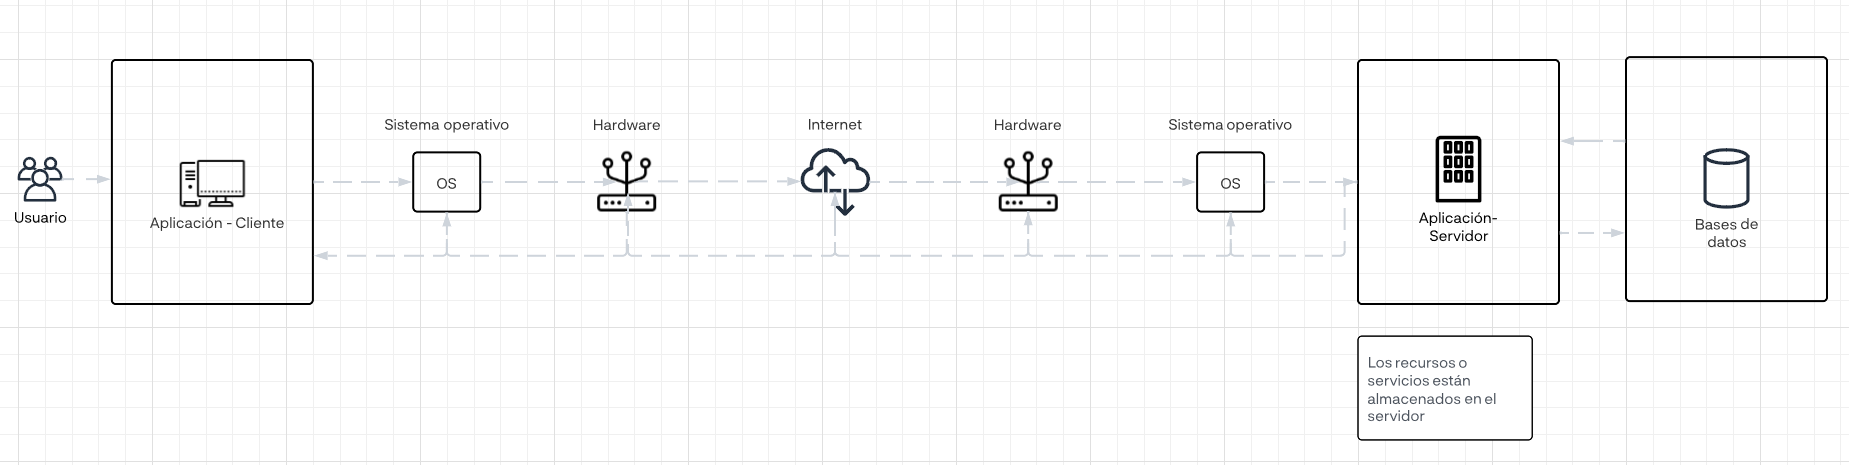 Sistema operativo
Hardware
Internet
Hardware
Sistema operativo
OS
OS
Usuario
Aplicación - Cliente
Aplicación-
Servidor
Bases de
datos
Los recursos o
servicios están
almacenados en el
servidor